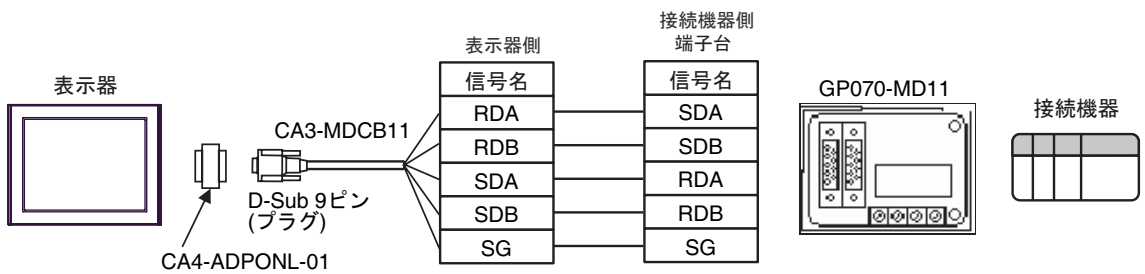 表示器
CA4-ADPONL-01
CA3-MDCB11
D-Sub 9ピン
(プラグ)
表示器側
信号名
RDA
RDB
SDA
SDB
SG
接続機器側
端子台
信号名
SDA
SDB
RDA
RDB
SG
GP070-MD11
接続機器